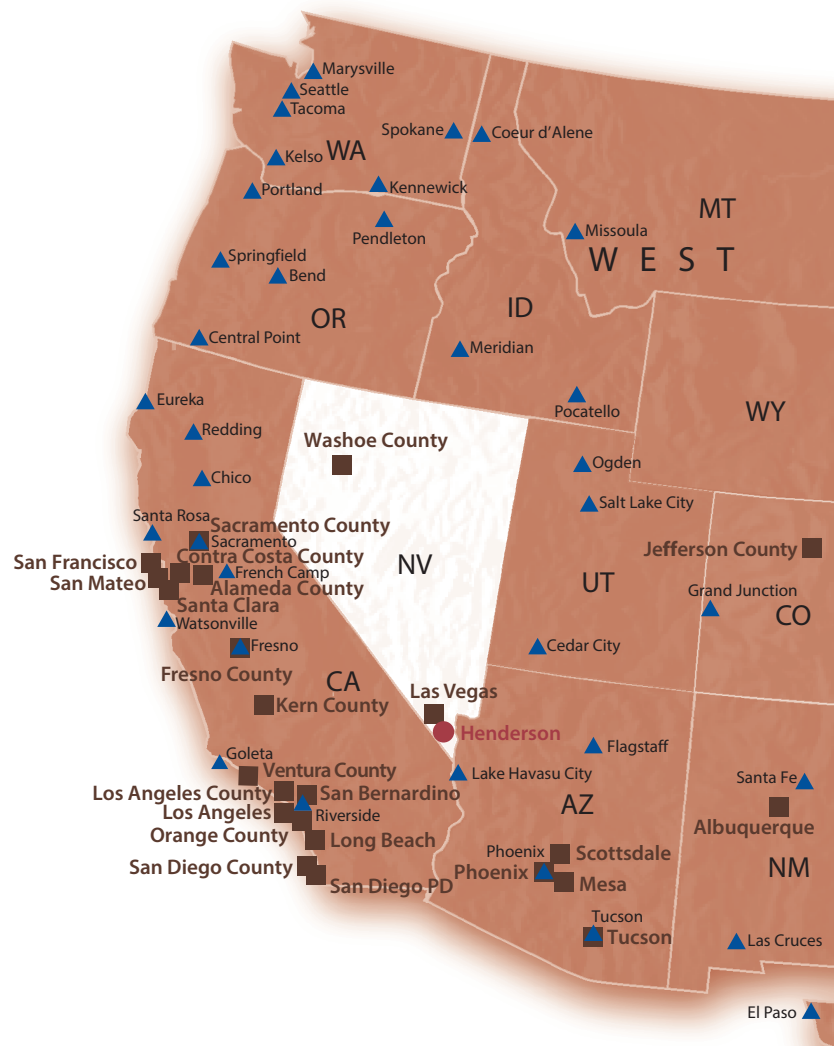 Marysville
Seattle
Tacoma
Spokane
Coeur d'Alene
WA
Kelso
Portland
Kennewick
MT
Pendleton
Missoula
Springfield
WEST
Bend
ID
OR
Central Point
Meridian
Eureka
Pocatello
WY
Redding
Washoe County
Ogden
Chico
Salt Lake City
Santa Rosa
Sacramento County
Sacramento
Jefferson County
San Francisco
Contra Costa County
NV
French Camp
San Mateo
Alameda County
UT
Grand Junction
Santa Clara
CO
Watsonville
Fresno
Cedar City
Fresno County
CA
Las Vegas
Kern County
Henderson
Flagstaff
Goleta
Ventura County
Lake Havasu City
Santa Fe
Los Angeles County
San Bernardino
AZ
Los Angeles
Riverside
Albuquerque
Orange County
Long Beach
Phoenix
Scottsdale
San Diego County
Phoenix
NM
San Diego PD
Mesa
Tucson
Tucson
Las Cruces
El Paso